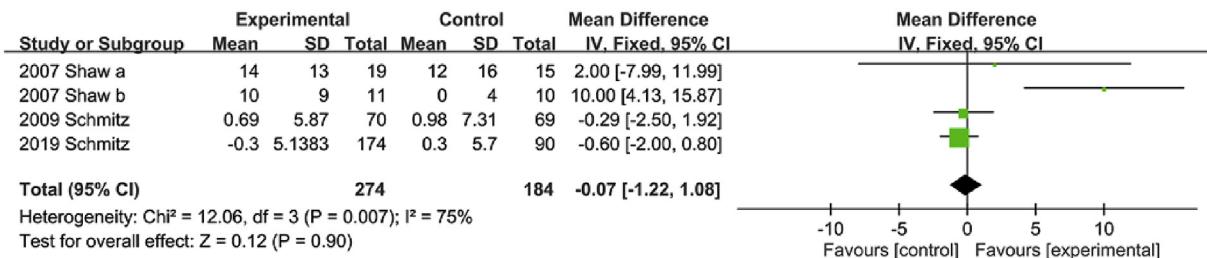 Experimental Control Mean Difference Mean Difference
Study or Subgroup Mean SD Total Mean SD Total IV, Fixed, 95% CI IV, Fixed, 95% CI
2007 Shaw a 14 13 19 12 16 15 2.00 [-7.99, 11.99]
2007 Shaw b 10 9 11 0 4 10 10.00 [4.13, 15.87]
2009 Schmitz 0.69 5.87 70 0.98 7.31 69 -0.29 [-2.50, 1.92]
2019 Schmitz -0.3 5.1383 174 0.3 5.7 90 -0.60 [-2.00, 0.80]
Total (95% CI) 274 184 -0.07 [-1.22, 1.08]
Heterogeneity: Chi² = 12.06, df = 3 (P = 0.007); I² = 75%
Test for overall effect: Z = 0.12 (P = 0.90)
-10 -5 0 5 10
Favours [control] Favours [experimental]